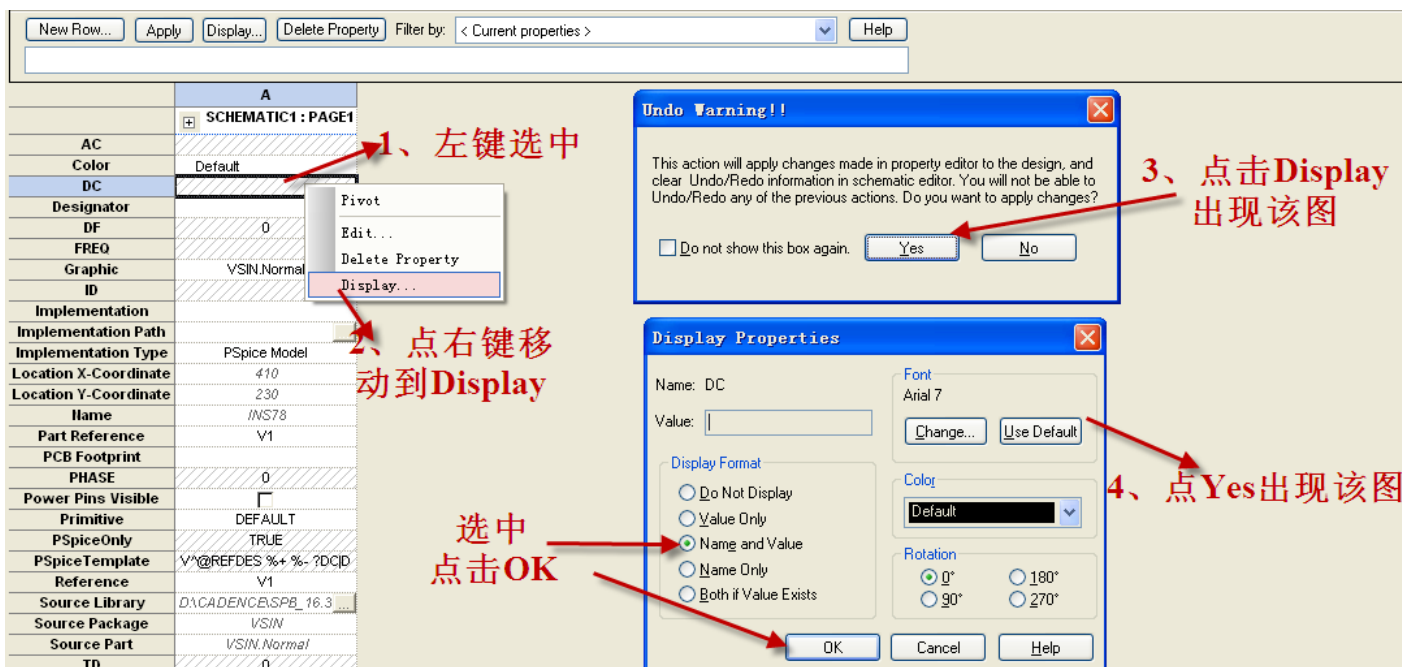 New Row... Apply Display... Delete Property Filter by: < Current properties > Help
A
SCHEMATIC1 : PAGE1
AC
Color Default
DC
Designator
DF 0
FREQ
Graphic VSIN.Normal
ID
Implementation
Implementation Path
Implementation Type PSpice Model
Location X-Coordinate 410
Location Y-Coordinate 230
Name INS78
Part Reference V1
PCB Footprint
PHASE 0
Power Pins Visible
Primitive DEFAULT
PSpiceOnly TRUE
PSpiceTemplate V^@REFDES %+ %- ?DC|D
Reference V1
Source Library D:\CADENCE\SPB_16.3 ...
Source Package VSIN
Source Part VSIN.Normal
TD 0
Pivot
Edit...
Delete Property
Display...
1、左键选中
2、点右键移
动到Display
Undo Warning!!
This action will apply changes made in property editor to the design, and
clear Undo/Redo information in schematic editor. You will not be able to
Undo/Redo any of the previous actions. Do you want to apply changes?
Do not show this box again. Yes No
3、点击Display
出现该图
Display Properties
Name: DC
Value:
Font
Arial 7
Change... Use Default
Display Format
Do Not Display
Value Only
Name and Value
Name Only
Both if Value Exists
Color
Default
Rotation
0° 180°
90° 270°
OK Cancel Help
4、点Yes出现该图
选中
点击OK